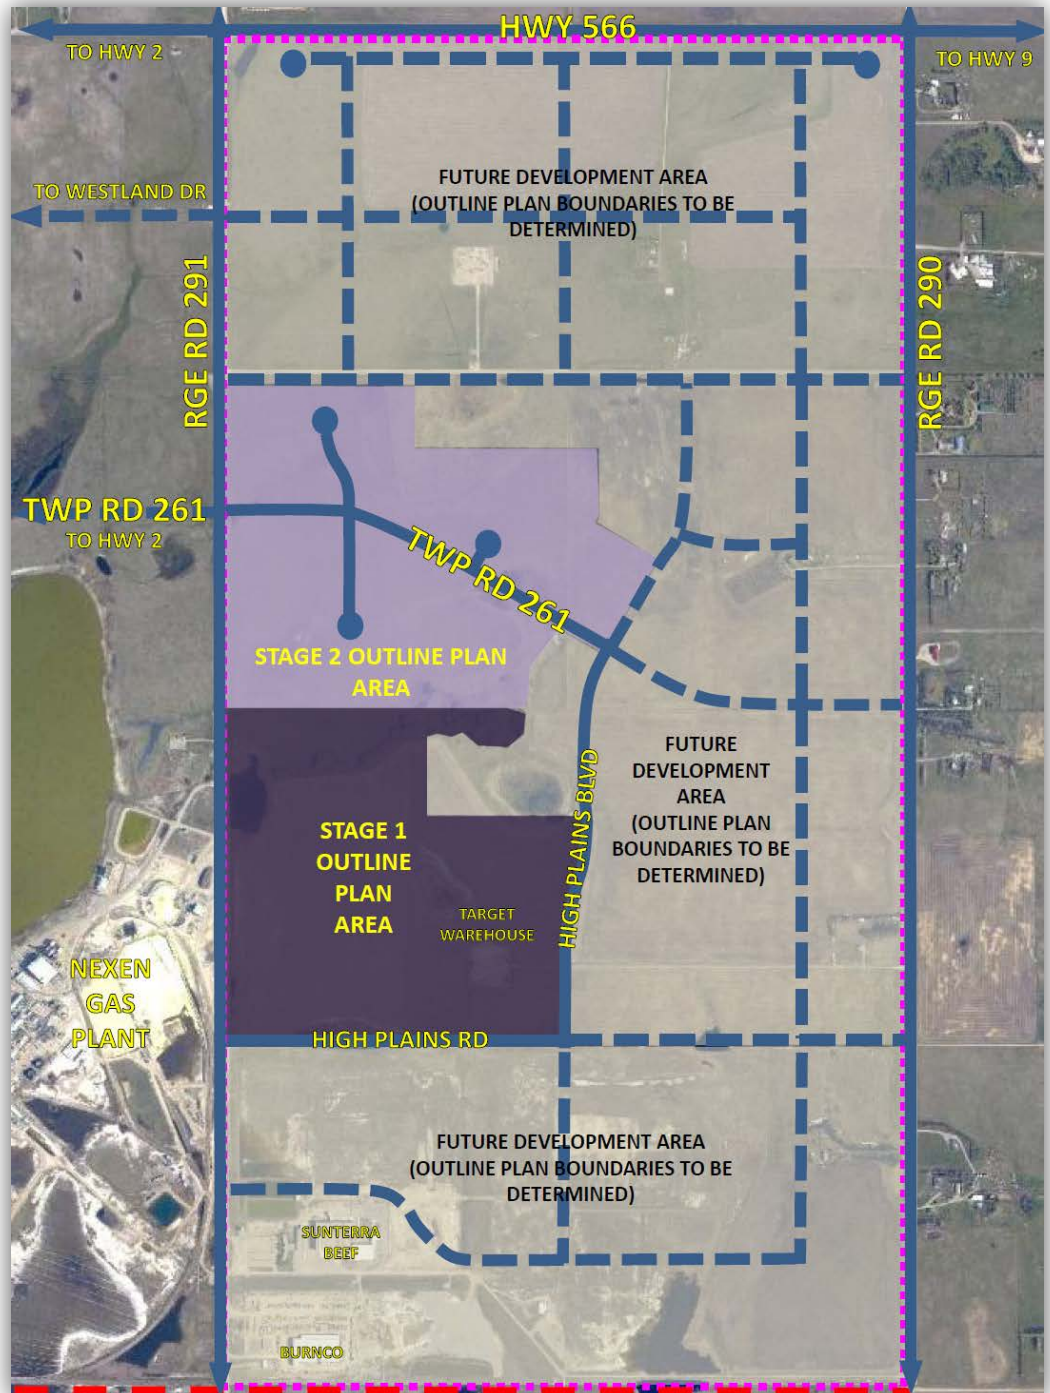 HWY 566
TO HWY 2
TO HWY 9
FUTURE DEVELOPMENT AREA
(OUTLINE PLAN BOUNDARIES TO BE
DETERMINED)
TO WESTLAND DR
RGE RD 291
RGE RD 290
TWP RD 261
TO HWY 2
TWP RD 261
STAGE 2 OUTLINE PLAN
AREA
FUTURE
DEVELOPMENT
AREA
(OUTLINE PLAN
BOUNDARIES TO BE
DETERMINED)
HIGH PLAINS BLVD
STAGE 1
OUTLINE
PLAN
AREA
TARGET
WAREHOUSE
NEXEN
GAS
PLANT
HIGH PLAINS RD
FUTURE DEVELOPMENT AREA
(OUTLINE PLAN BOUNDARIES TO BE
DETERMINED)
SUNTERRA
BEEF
BURNCO